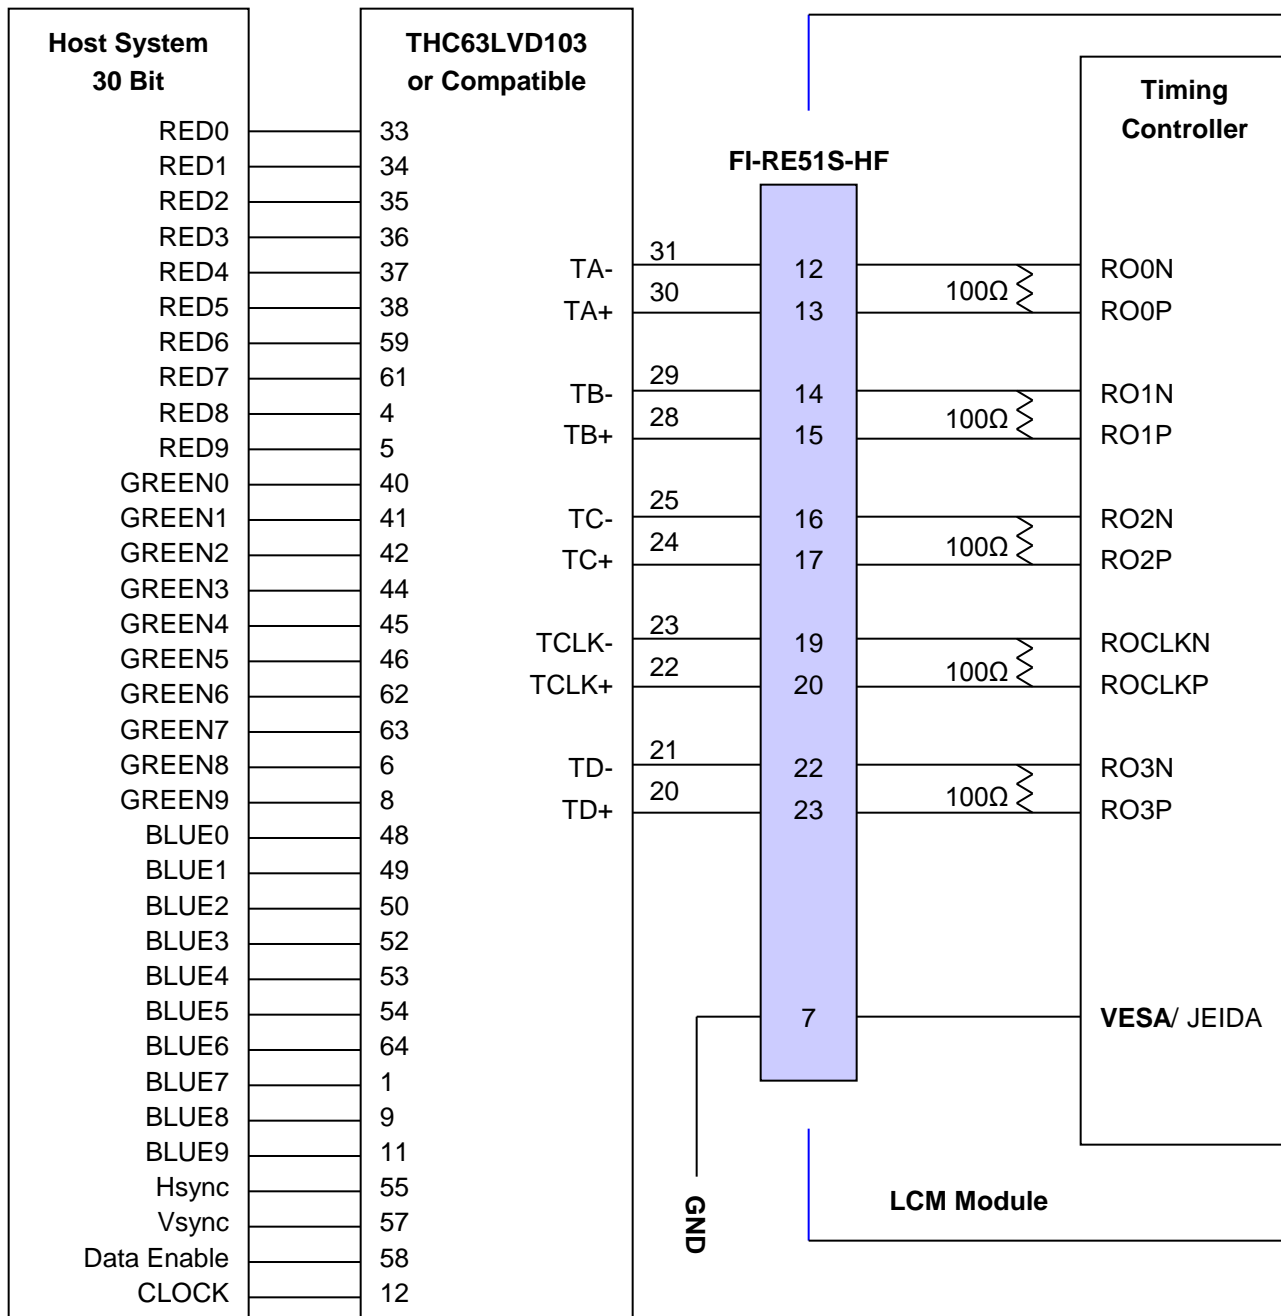 Host System
30 Bit
THC63LVD103
or Compatible
Timing
Controller
FI-RE51S-HF
RED0 33
RED1 34
RED2 35
RED3 36
RED4 37
RED5 38
RED6 59
RED7 61
RED8 4
RED9 5
GREEN0 40
GREEN1 41
GREEN2 42
GREEN3 44
GREEN4 45
GREEN5 46
GREEN6 62
GREEN7 63
GREEN8 6
GREEN9 8
BLUE0 48
BLUE1 49
BLUE2 50
BLUE3 52
BLUE4 53
BLUE5 54
BLUE6 64
BLUE7 1
BLUE8 9
BLUE9 11
Hsync 55
Vsync 57
Data Enable 58
CLOCK 12
TA- 31 12 RO0N
100Ω
TA+ 30 13 RO0P
TB- 29 14 RO1N
100Ω
TB+ 28 15 RO1P
TC- 25 16 RO2N
100Ω
TC+ 24 17 RO2P
TCLK- 23 19 ROCLKN
100Ω
TCLK+ 22 20 ROCLKP
TD- 21 22 RO3N
100Ω
TD+ 20 23 RO3P
7 VESA/ JEIDA
GND
LCM Module